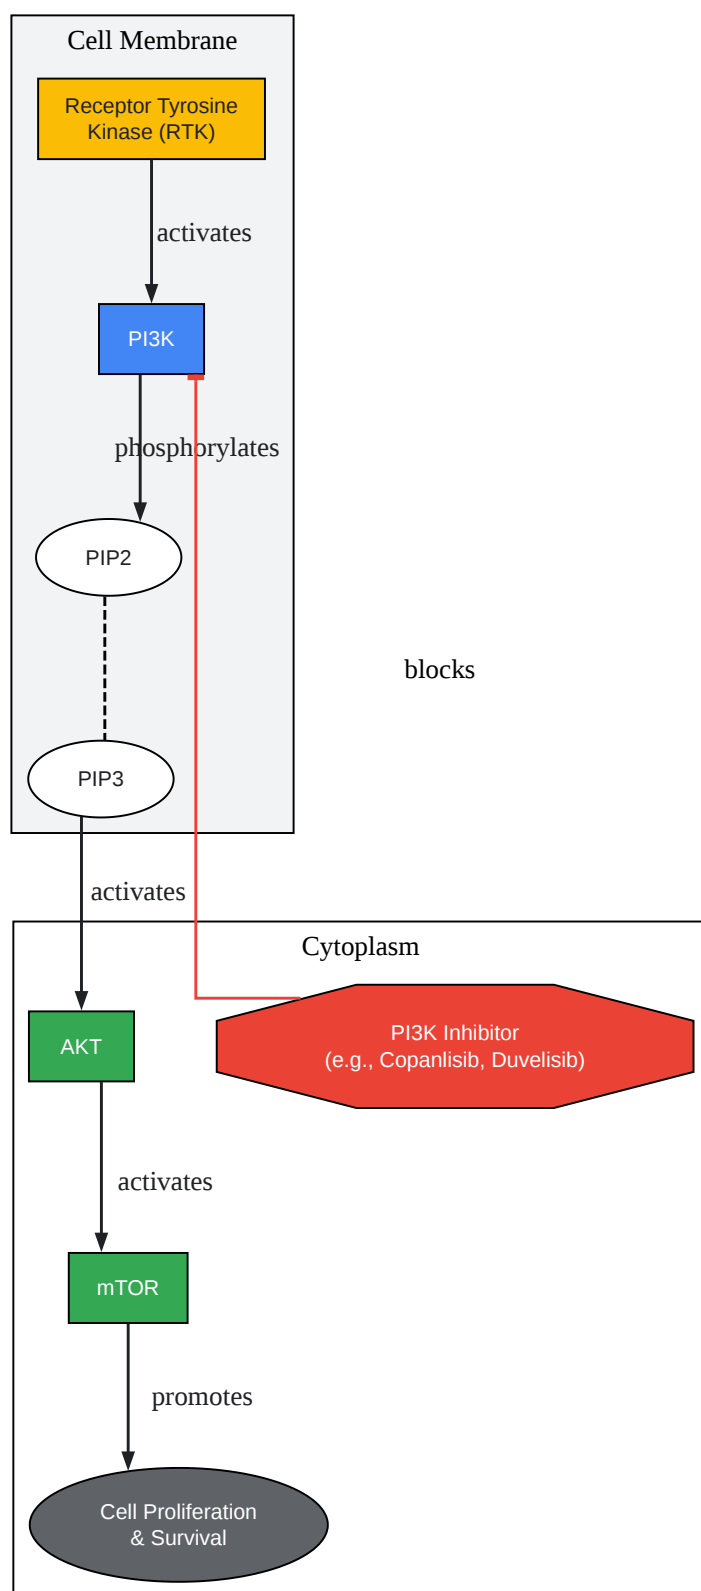 Cell Membrane
Receptor Tyrosine
Kinase (RTK)
activates
PI3K
phosphorylates
PIP2
blocks
PIP3
activates
Cytoplasm
PI3K Inhibitor
(e.g., Copanlisib, Duvelisib)
AKT
activates
mTOR
promotes
Cell Proliferation
& Survival